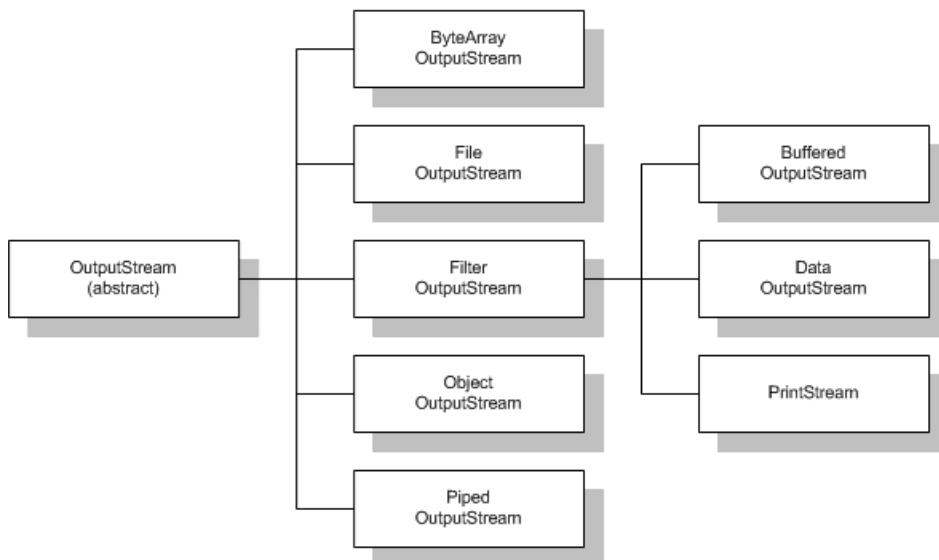 ByteArray
OutputStream
File
OutputStream
Buffered
OutputStream
OutputStream
(abstract)
Filter
OutputStream
Data
OutputStream
Object
OutputStream
PrintStream
Piped
OutputStream